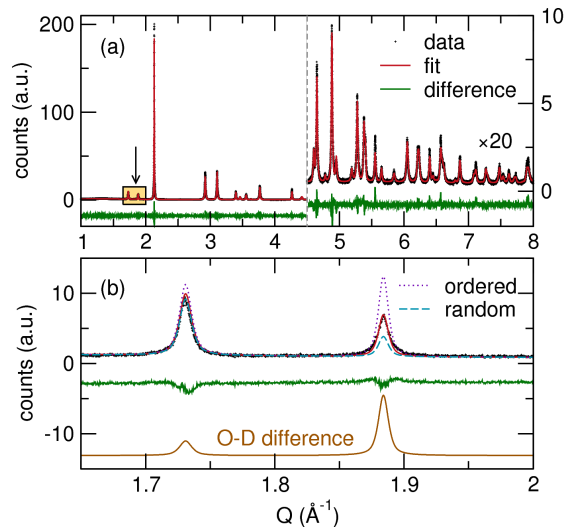 200
100
0
counts (a.u.)
(a)
data
fit
difference
×20
10
5
0
1 2 3 4 5 6 7 8
(b)
ordered
random
10
0
-10
counts (a.u.)
O-D difference
1.7 1.8 1.9 2
Q (Å⁻¹)